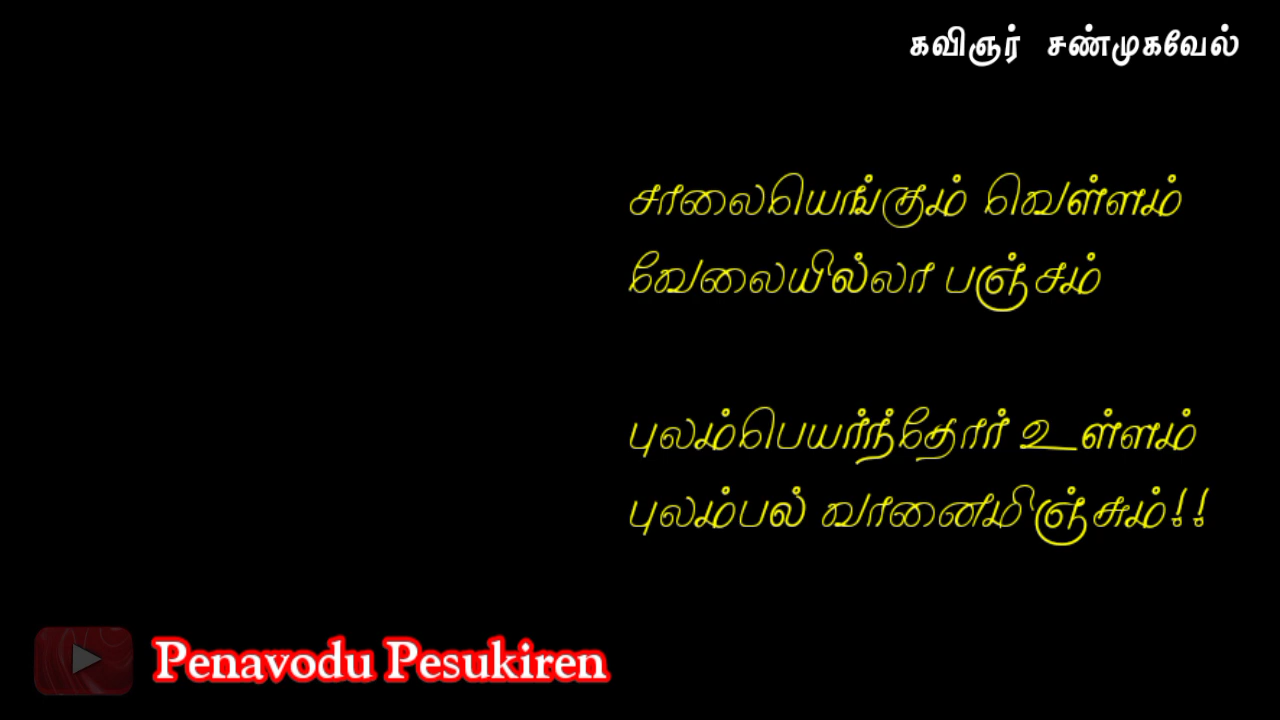 கவிஞர் சண்முகவேல்
சாலையெங்கும் வெள்ளம்
வேலையில்லா பஞ்சம்
புலம்பெயர்ந்தோர் உள்ளம்
புலம்பல் வானைமிஞ்சும்!!
Penavodu Pesukiren